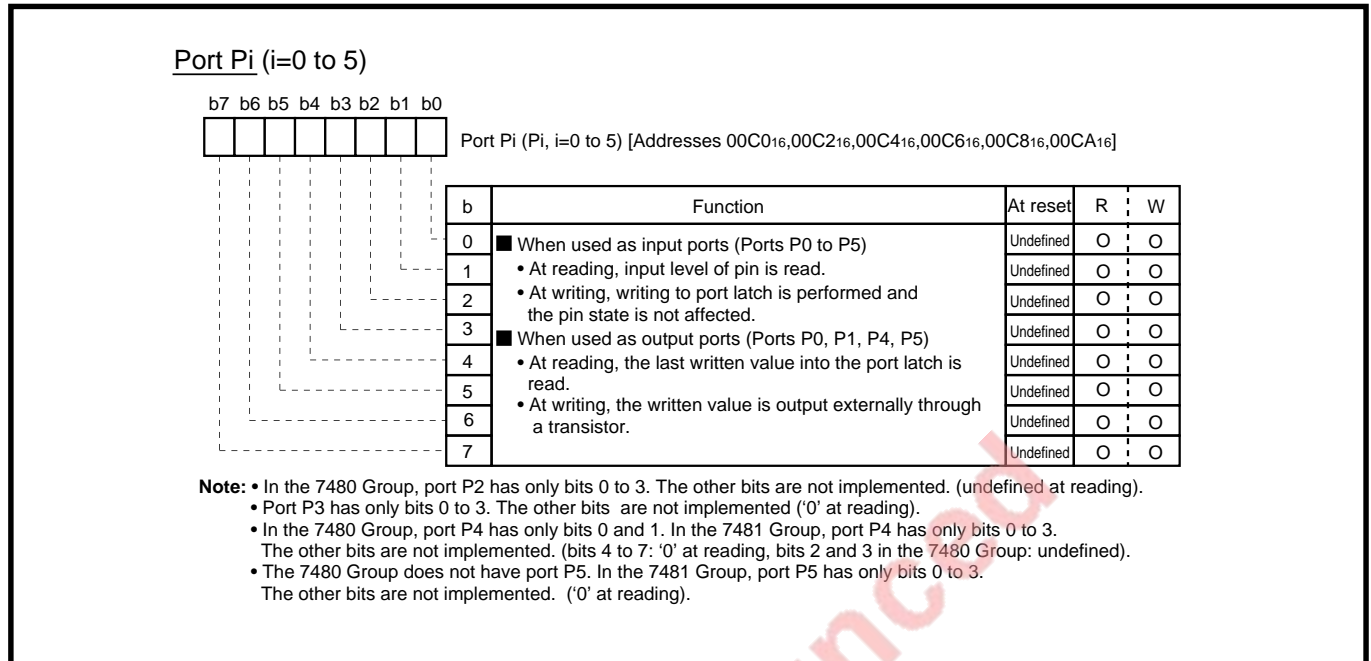 Port Pi (i=0 to 5)
b7 b6 b5 b4 b3 b2 b1 b0
Port Pi (Pi, i=0 to 5) [Addresses 00C016,00C216,00C416,00C616,00C816,00CA16]
b Function At reset R W
0 ■ When used as input ports (Ports P0 to P5) Undefined O O
1 • At reading, input level of pin is read. Undefined O O
2 • At writing, writing to port latch is performed and Undefined O O
the pin state is not affected.
3 ■ When used as output ports (Ports P0, P1, P4, P5) Undefined O O
4 • At reading, the last written value into the port latch is Undefined O O
5 read. Undefined O O
• At writing, the written value is output externally through
6 a transistor. Undefined O O
7 Undefined O O
Note: • In the 7480 Group, port P2 has only bits 0 to 3. The other bits are not implemented. (undefined at reading).
• Port P3 has only bits 0 to 3. The other bits are not implemented (‘0’ at reading).
• In the 7480 Group, port P4 has only bits 0 and 1. In the 7481 Group, port P4 has only bits 0 to 3.
The other bits are not implemented. (bits 4 to 7: ‘0’ at reading, bits 2 and 3 in the 7480 Group: undefined).
• The 7480 Group does not have port P5. In the 7481 Group, port P5 has only bits 0 to 3.
The other bits are not implemented. (‘0’ at reading).
nced